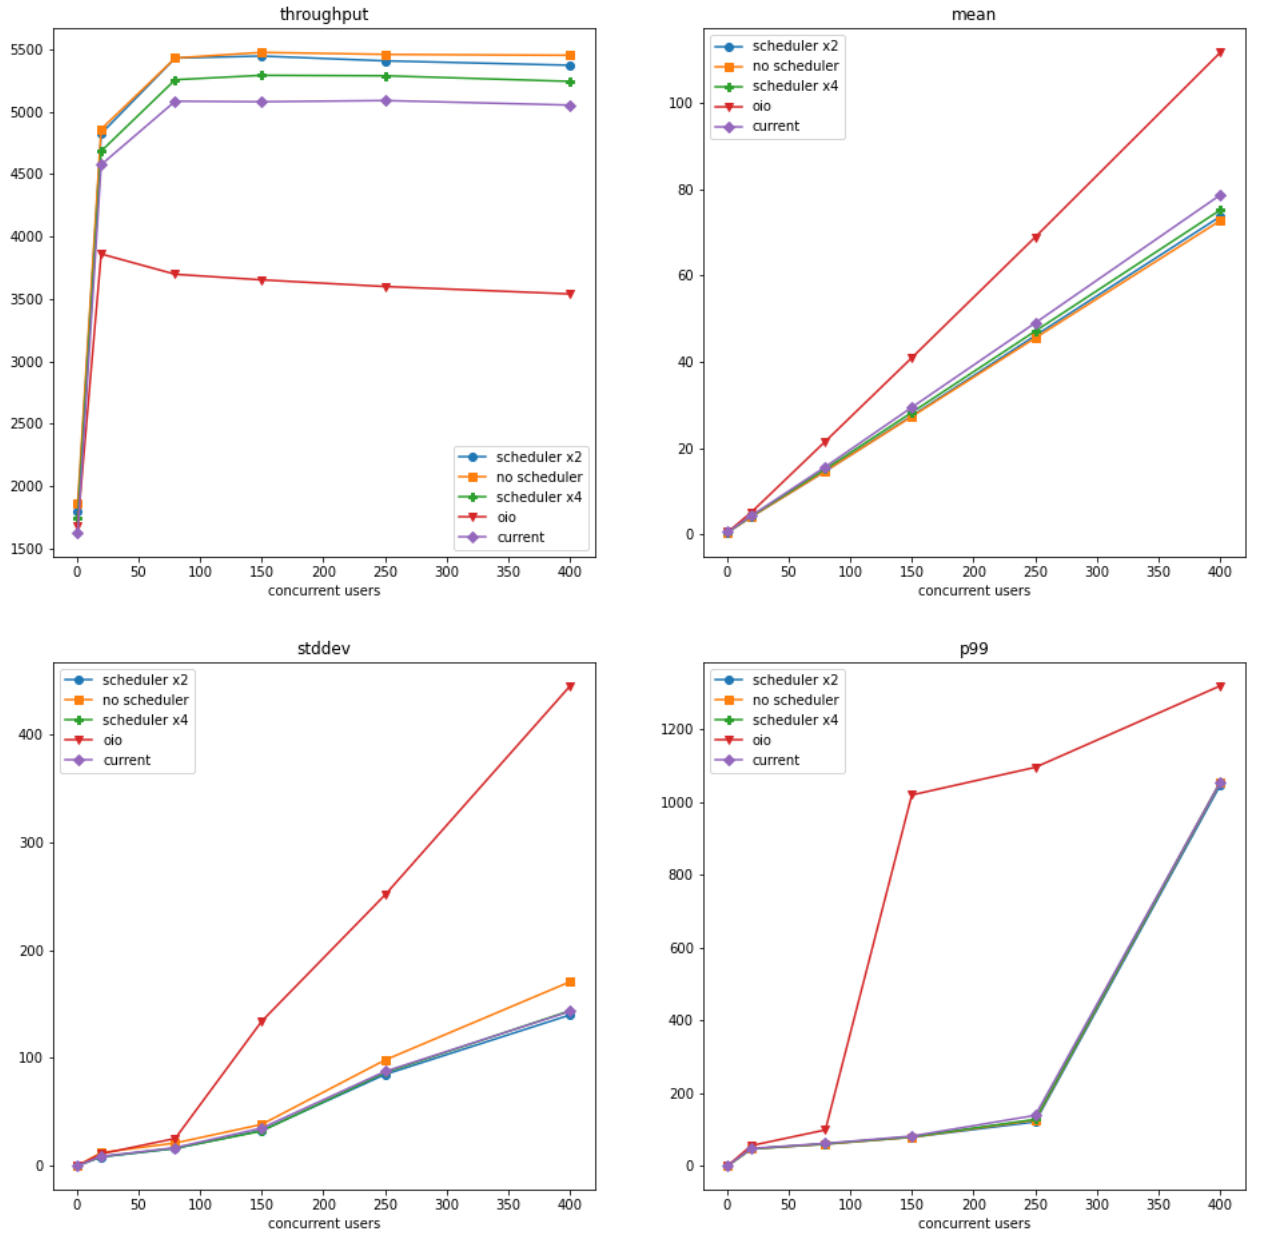 throughput
5500
5000
4500
4000
3500
3000
2500
2000
1500
scheduler x2
no scheduler
scheduler x4
oio
current
0 50 100 150 200 250 300 350 400
concurrent users
mean
scheduler x2
no scheduler
scheduler x4
oio
current
100
80
60
40
20
0
0 50 100 150 200 250 300 350 400
concurrent users
stddev
scheduler x2
no scheduler
scheduler x4
oio
current
400
300
200
100
0
0 50 100 150 200 250 300 350 400
concurrent users
p99
scheduler x2
no scheduler
scheduler x4
oio
current
1200
1000
800
600
400
200
0
0 50 100 150 200 250 300 350 400
concurrent users